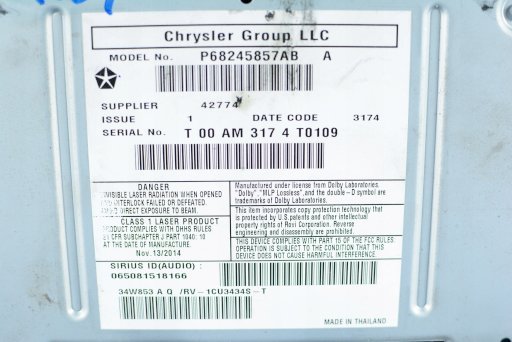 Chrysler Group LLC
MODEL No. P68245857AB A
SUPPLIER 42774
ISSUE 1 DATE CODE 3174
SERIAL No. T 00 AM 317 4 T0109
DANGER
INVISIBLE LASER RADIATION WHEN OPENED
AND INTERLOCK FAILED OR DEFEATED.
AVOID DIRECT EXPOSURE TO BEAM.
CLASS 1 LASER PRODUCT
PRODUCT COMPLIES WITH DHHS RULES
21 CFR SUBCHAPTER J PART 1040; 10
AT THE DATE OF MANUFACTURE.
Nov.13/2014
Manufactured under license from Dolby Laboratories.
"Dolby", "MLP Lossless", and the double-D symbol are
trademarks of Dolby Laboratories.
This item incorporates copy protection technology that
is protected by U.S. patents and other intellectual
property rights of Rovi Corporation. Reverse
engineering and disassembly are prohibited.
THIS DEVICE COMPLIES WITH PART 15 OF THE FCC RULES.
OPERATION IS SUBJECT TO THE CONDITION THAT THIS
DEVICE DOES NOT CAUSE HARMFUL INTERFERENCE.
SIRIUS ID(AUDIO) :
065081518166
34W853 A Q /RV-1CU3434S-T
MADE IN THAILAND